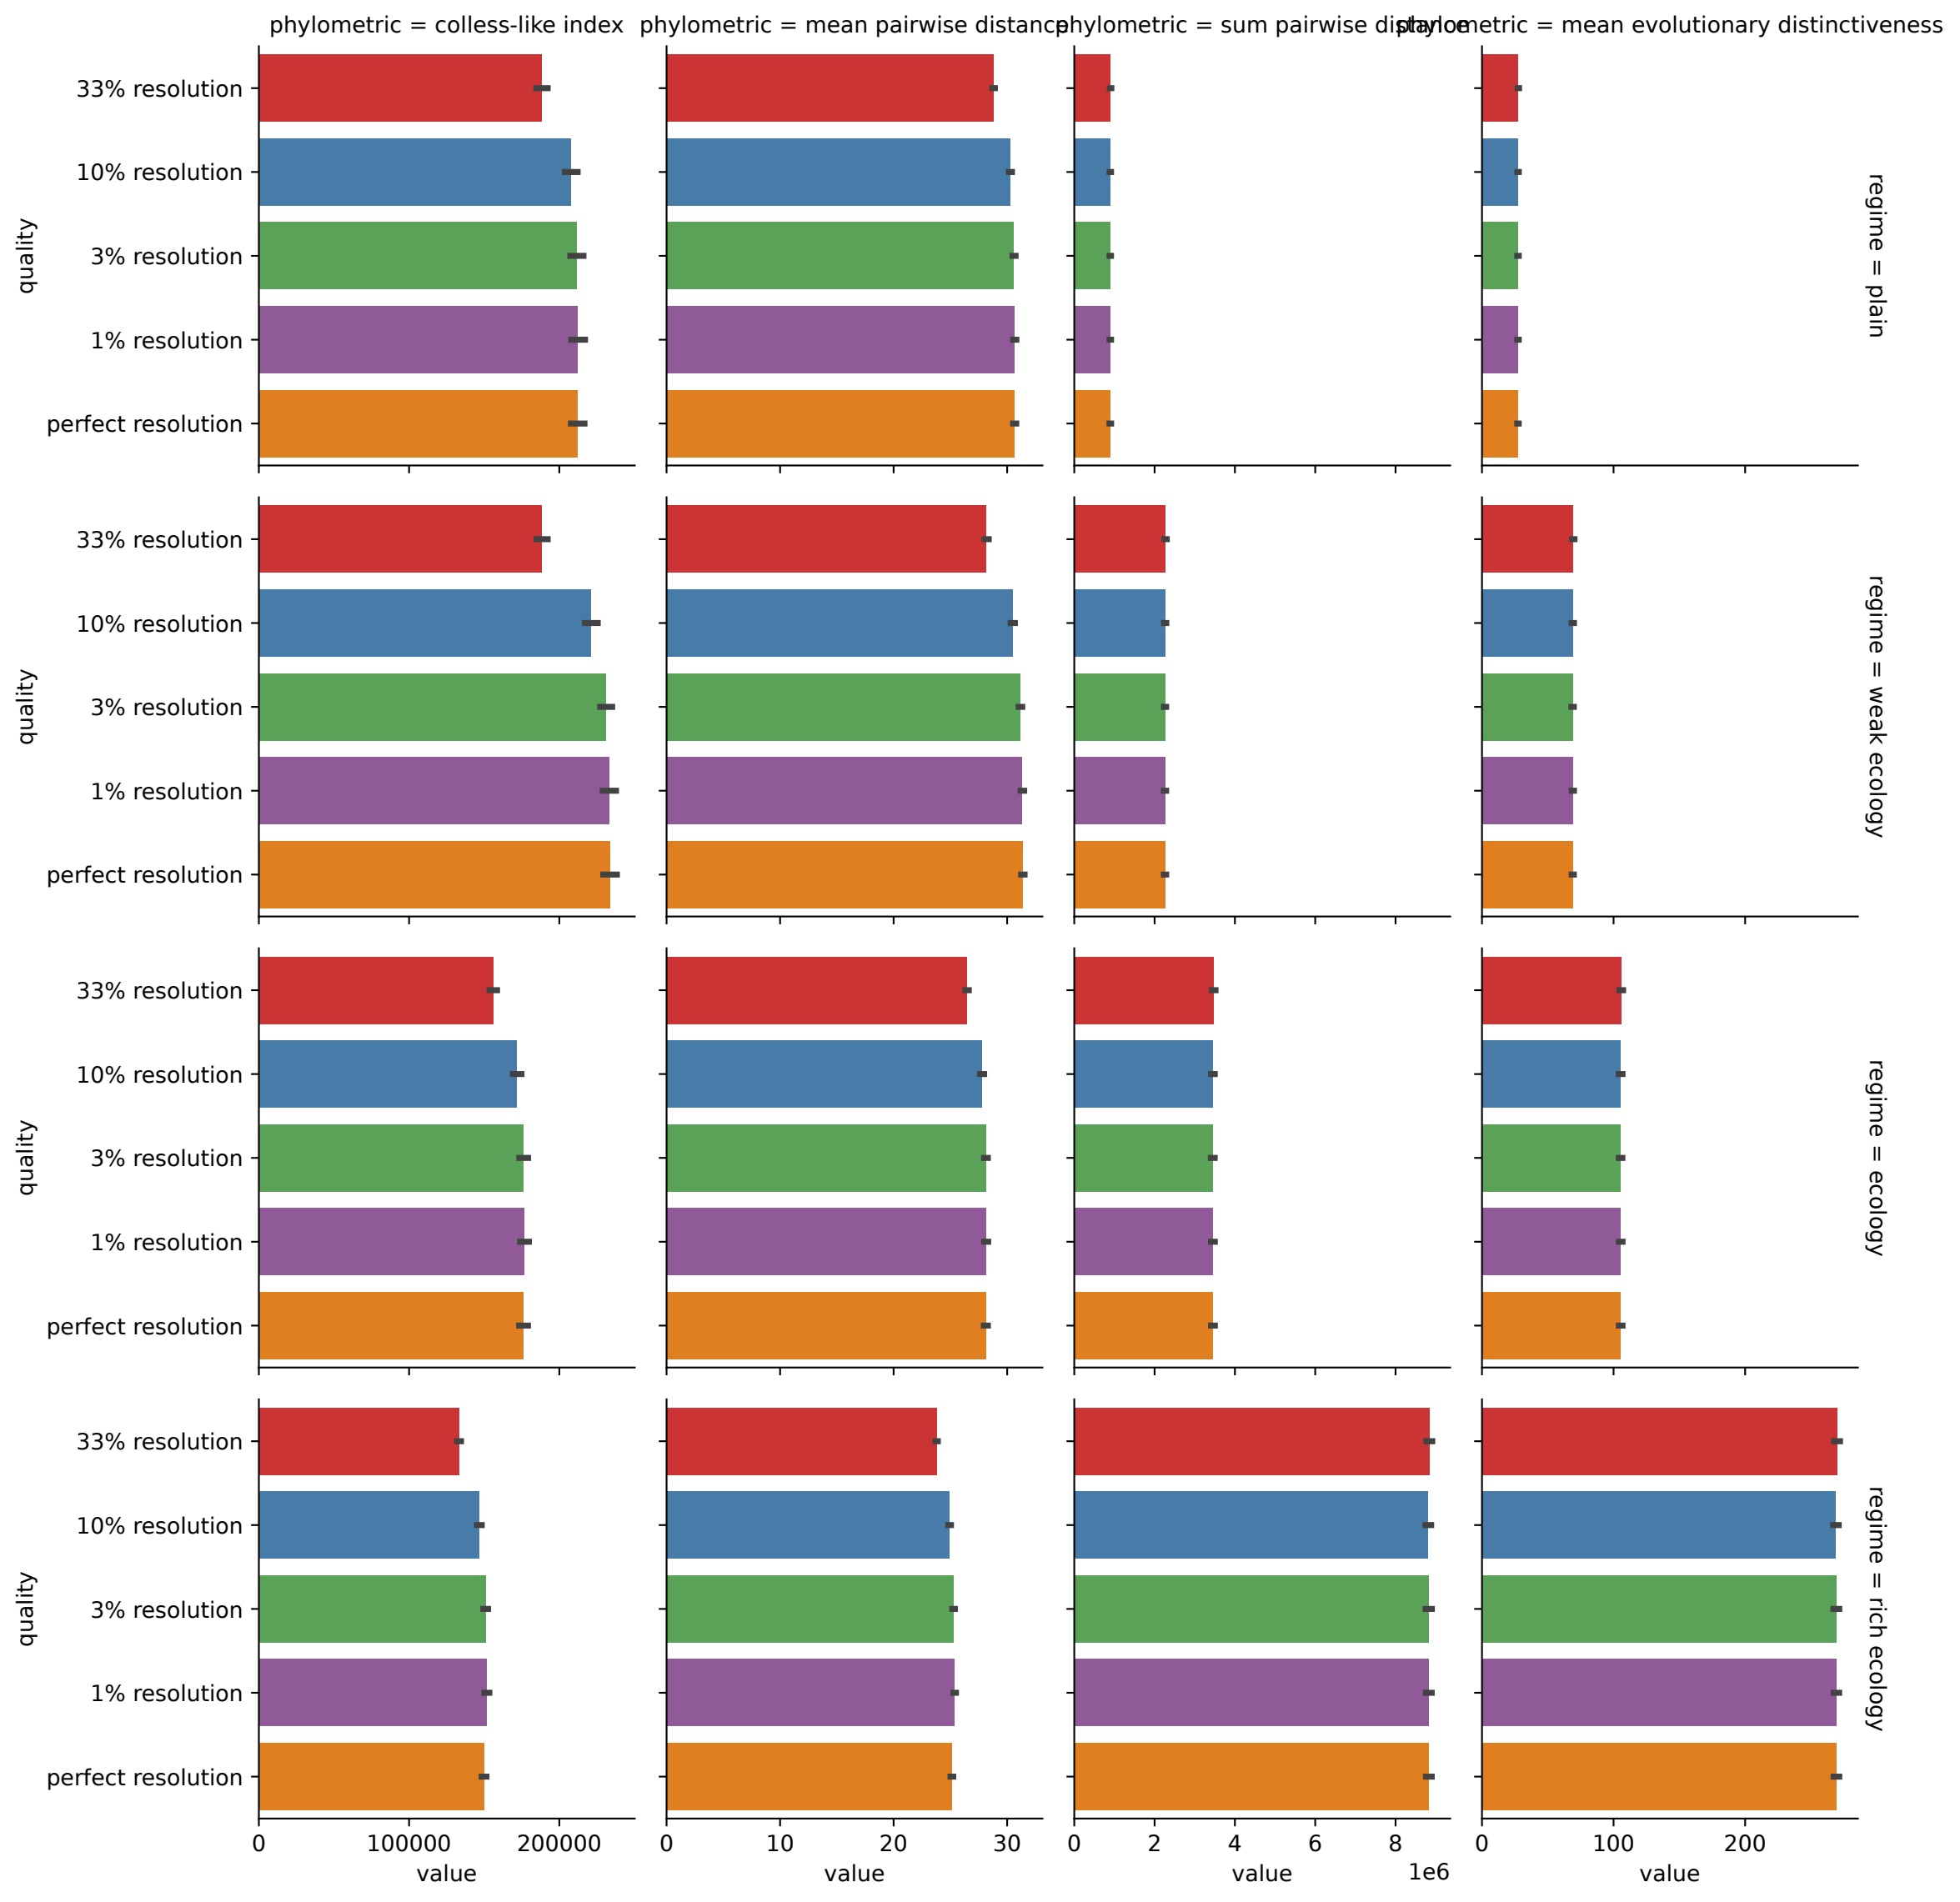 phylometric = colless-like index
phylometric = mean pairwise distance
phylometric = sum pairwise distance
phylometric = mean evolutionary distinctiveness
quality
33% resolution
10% resolution
3% resolution
1% resolution
perfect resolution
regime = plain
quality
33% resolution
10% resolution
3% resolution
1% resolution
perfect resolution
regime = weak ecology
quality
33% resolution
10% resolution
3% resolution
1% resolution
perfect resolution
regime = ecology
quality
33% resolution
10% resolution
3% resolution
1% resolution
perfect resolution
regime = rich ecology
0 100000 200000
value
0 10 20 30
value
0 2 4 6 8
1e6
value
0 100 200
value